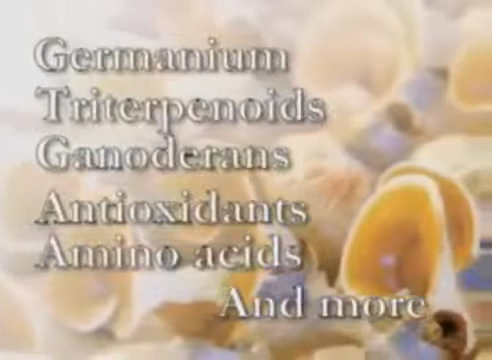 Germanium
Triterpenoids
Ganoderans
Antioxidants
Amino acids
And more